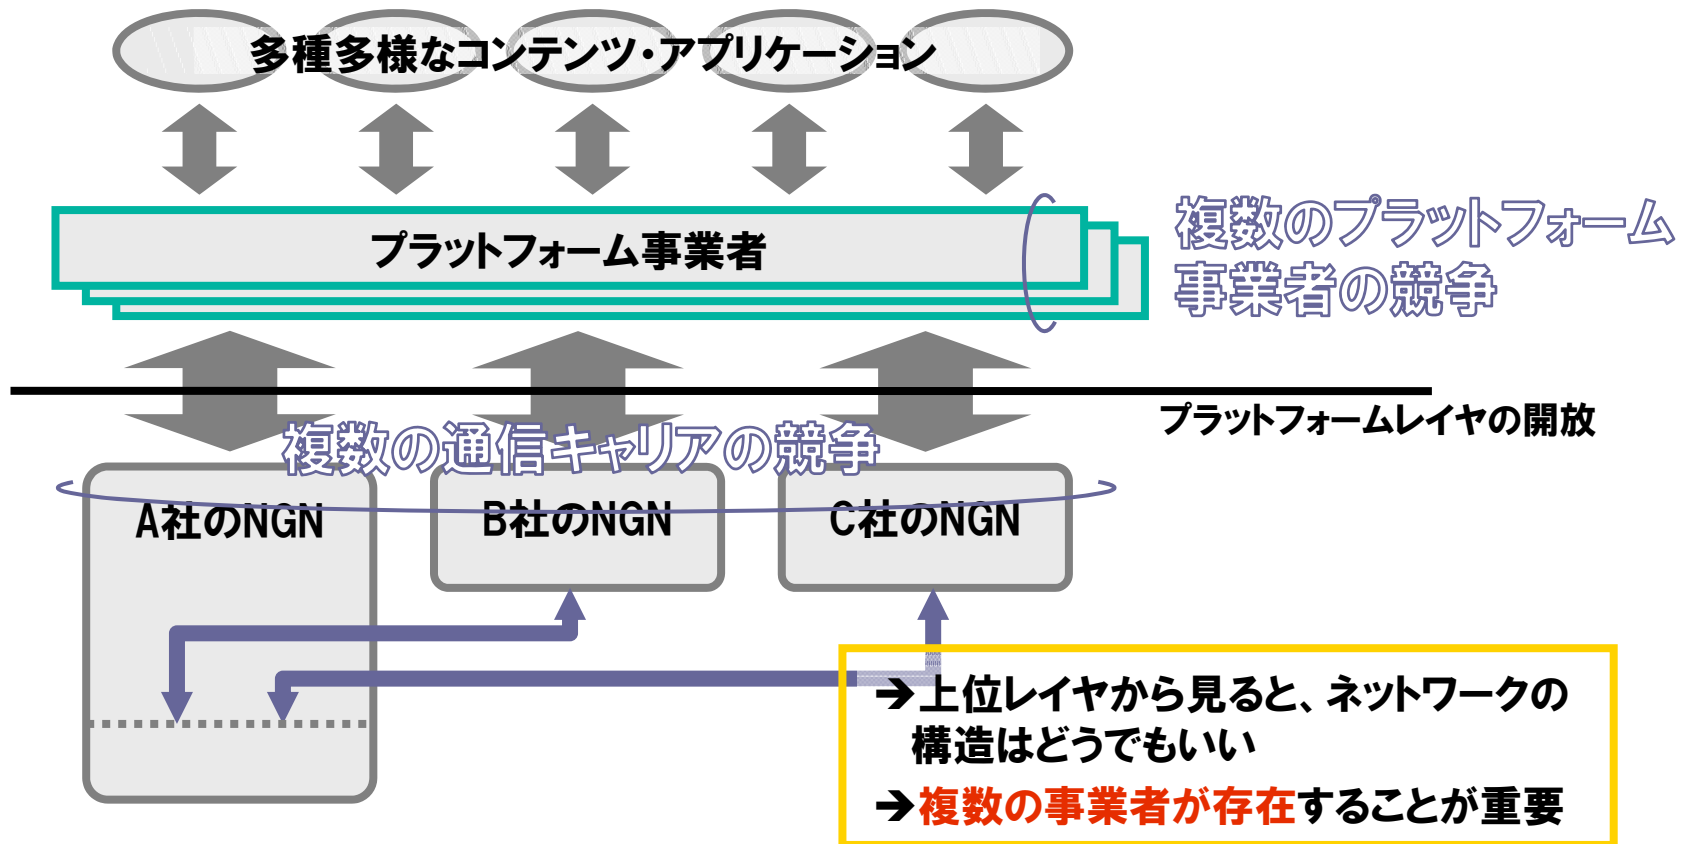 多種多様なコンテンツ・アプリケーション
プラットフォーム事業者
複数のプラットフォーム
事業者の競争
プラットフォームレイヤの開放
複数の通信キャリアの競争
A社のNGN
B社のNGN
C社のNGN
➔上位レイヤから見ると、ネットワークの
構造はどうでもいい
➔複数の事業者が存在することが重要